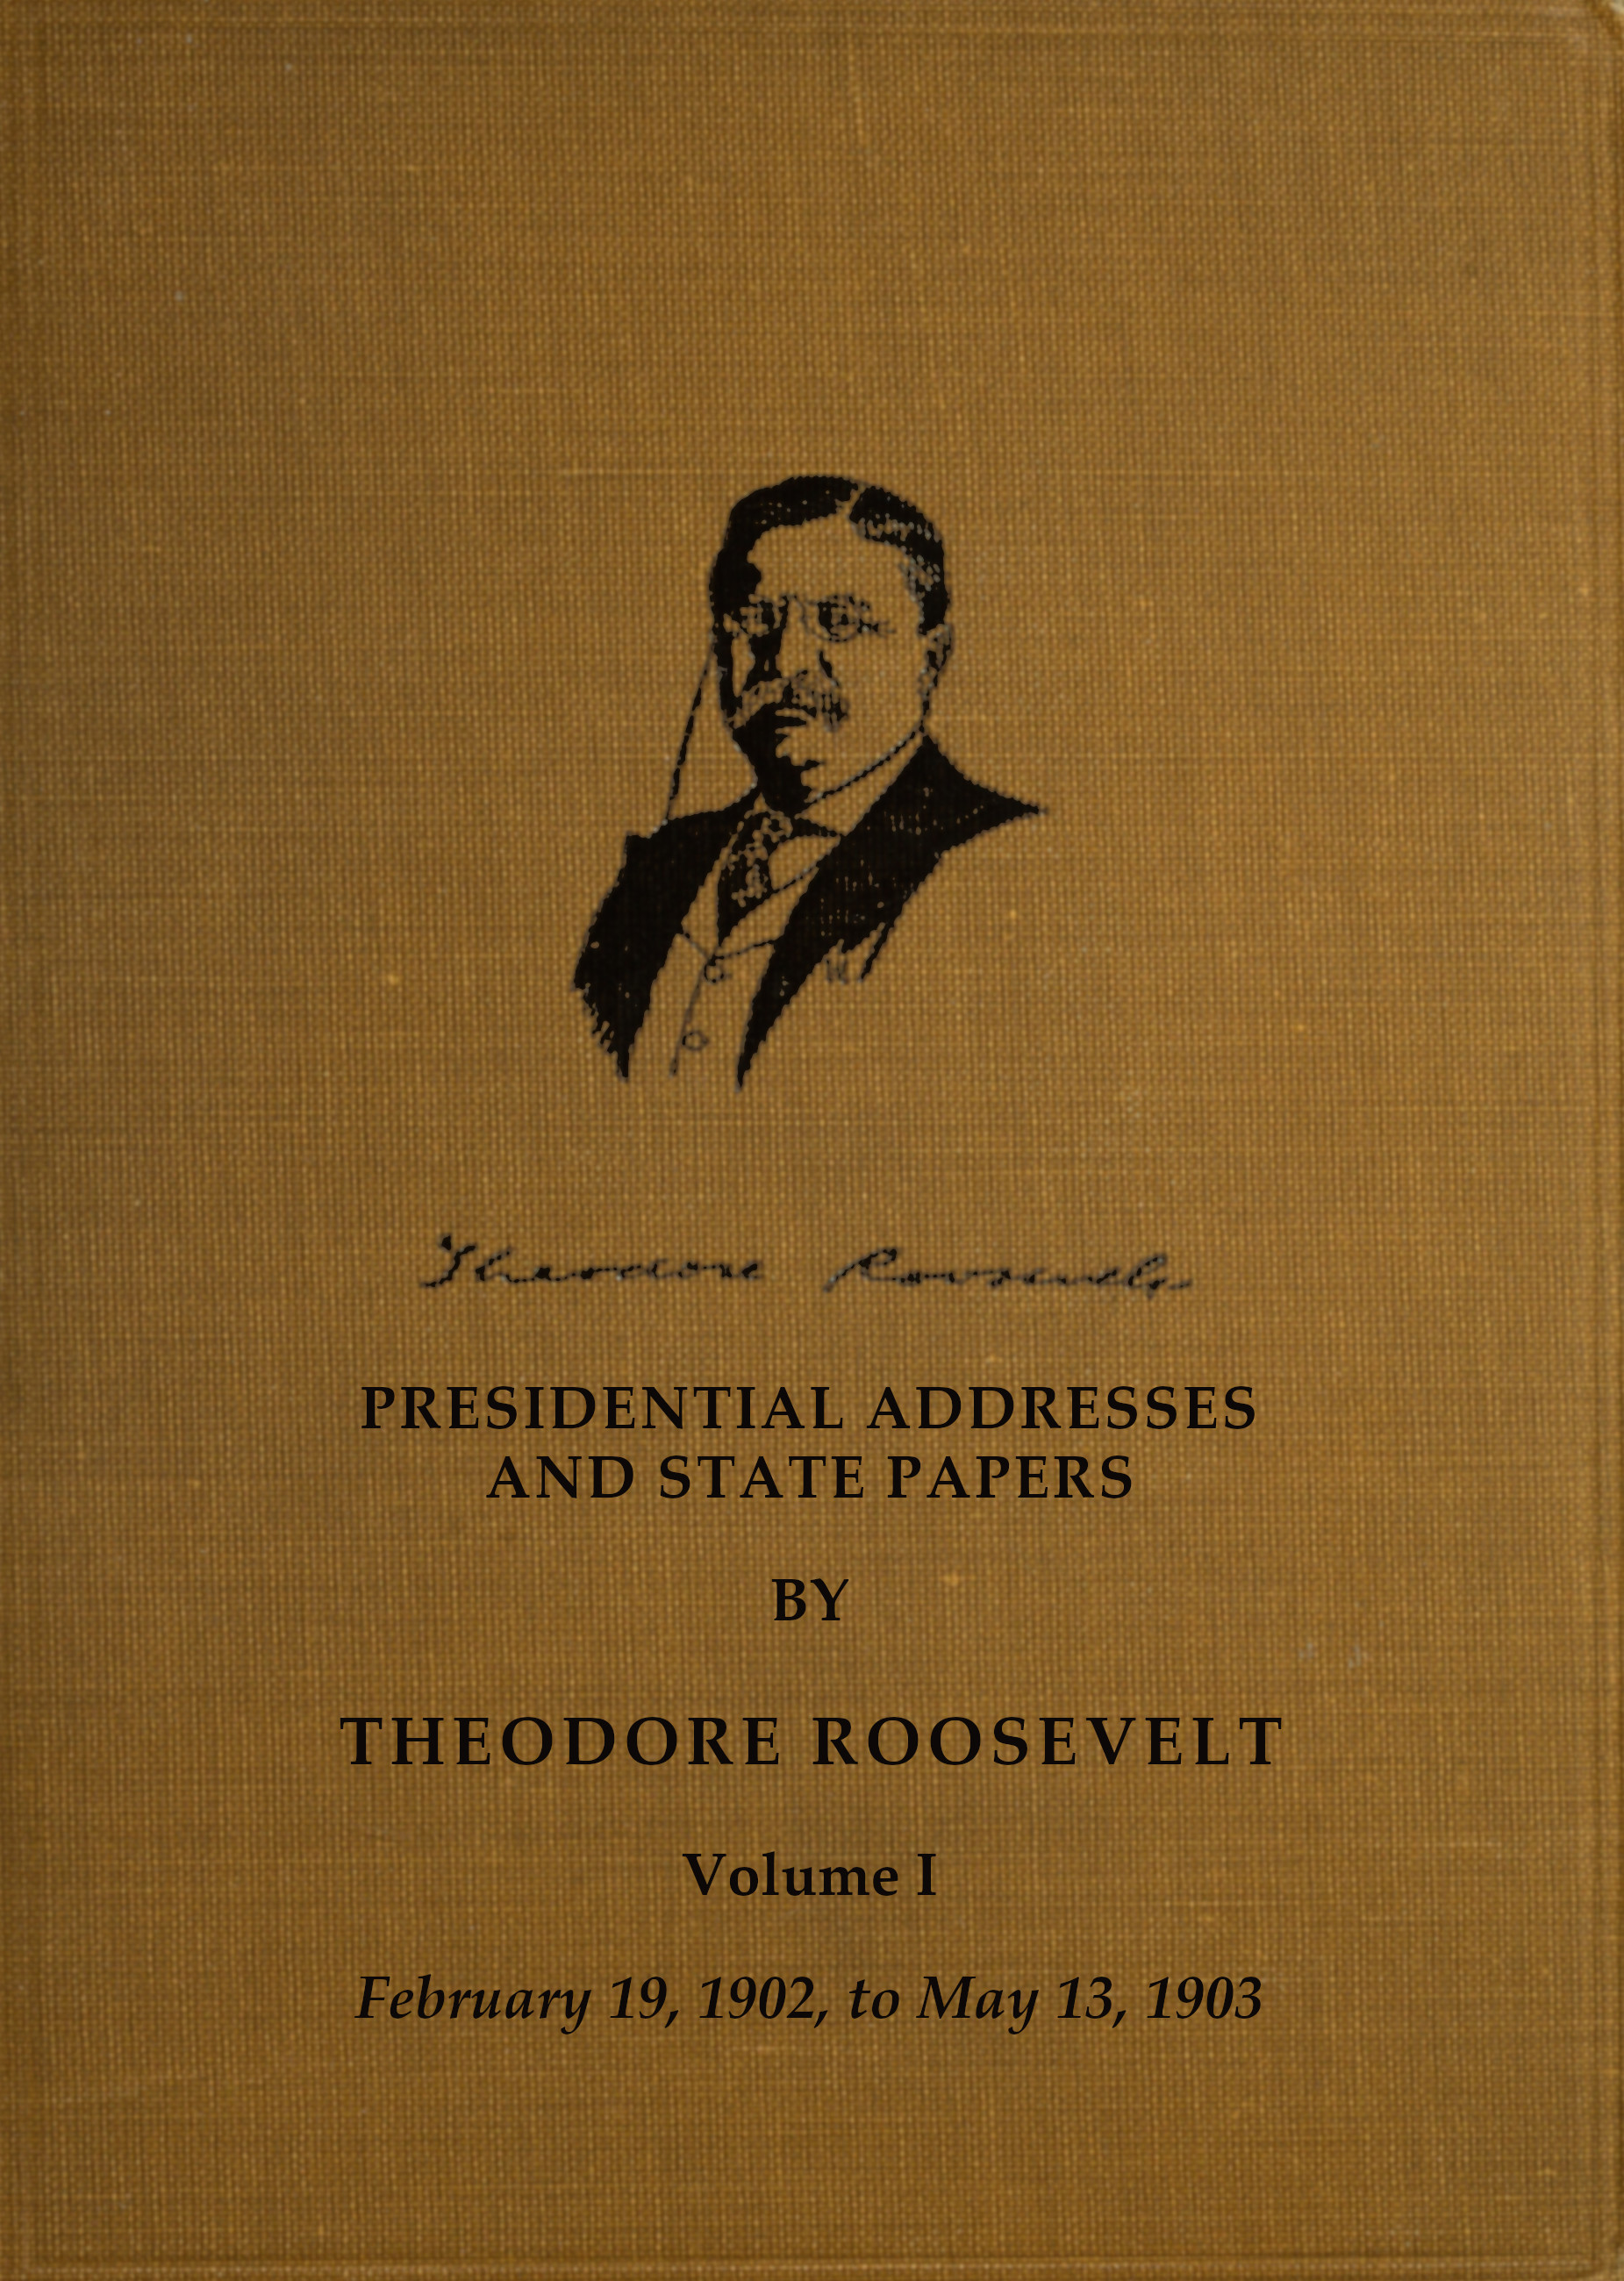 Theodore Roosevelt
PRESIDENTIAL ADDRESSES
AND STATE PAPERS
BY
THEODORE ROOSEVELT
Volume I
February 19, 1902, to May 13, 1903